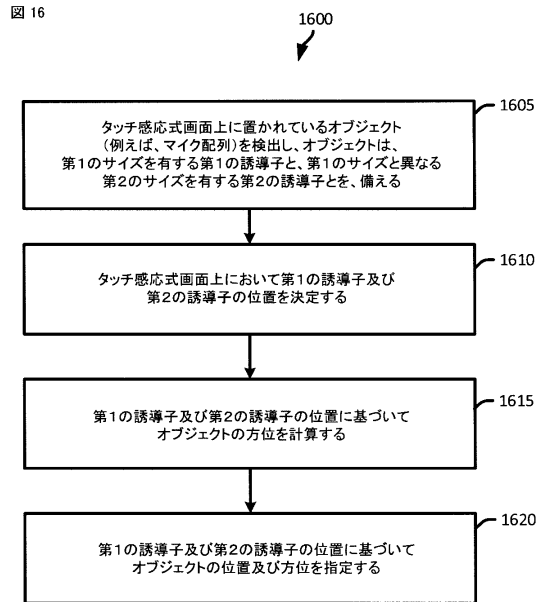 図 16
1600
1605
タッチ感応式画面上に置かれているオブジェクト
(例えば、マイク配列)を検出し、オブジェクトは、
第1のサイズを有する第1の誘導子と、第1のサイズと異なる
第2のサイズを有する第2の誘導子とを、備える
1610
タッチ感応式画面上において第1の誘導子及び
第2の誘導子の位置を決定する
1615
第1の誘導子及び第2の誘導子の位置に基づいて
オブジェクトの方位を計算する
1620
第1の誘導子及び第2の誘導子の位置に基づいて
オブジェクトの位置及び方位を指定する